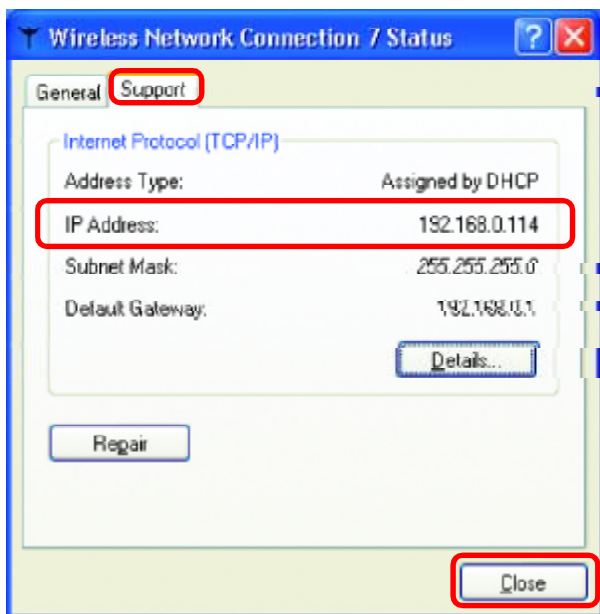 Wireless Network Connection 7 Status
General Support
Internet Protocol (TCP/IP)
Address Type: Assigned by DHCP
IP Address: 192.168.0.114
Subnet Mask: 255.255.255.0
Default Gateway: 192.168.0.1
Details...
Repair
Close